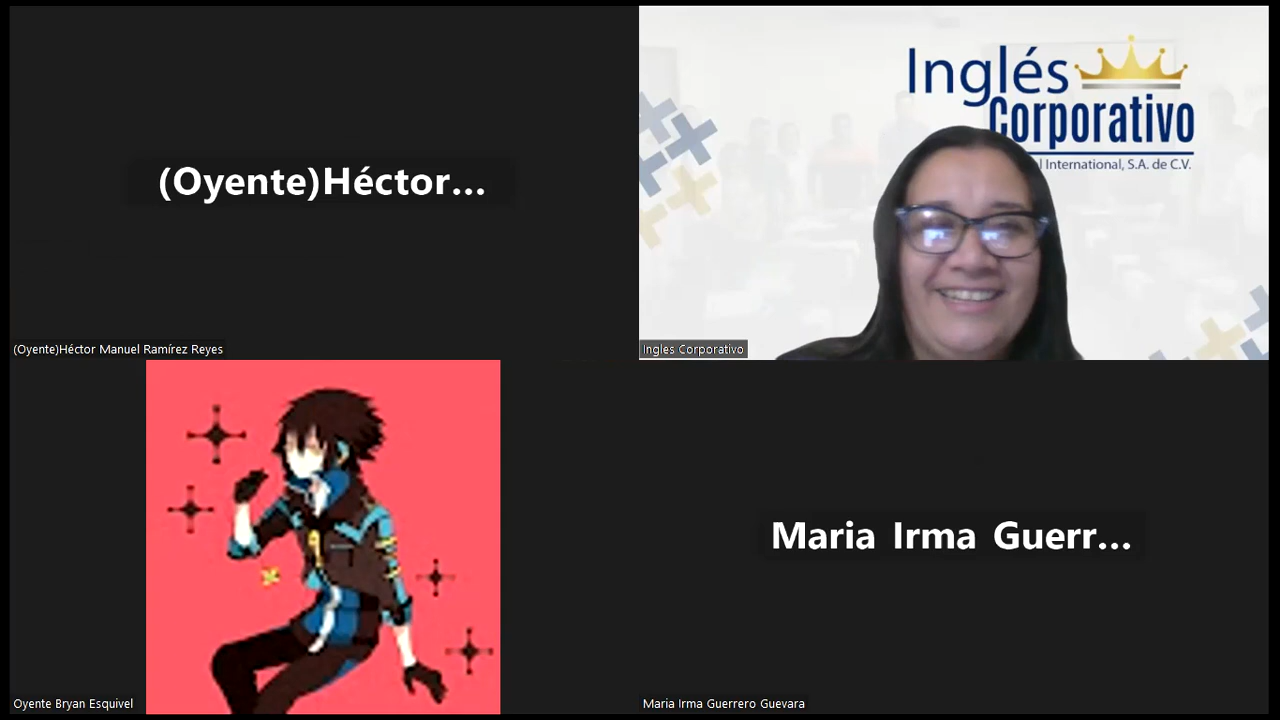 (Oyente)Héctor...
(Oyente)Héctor Manuel Ramírez Reyes
Inglés
Corporativo
l International, S.A. de C.V.
Ingles Corporativo
Oyente Bryan Esquivel
Maria Irma Guerr...
Maria Irma Guerrero Guevara